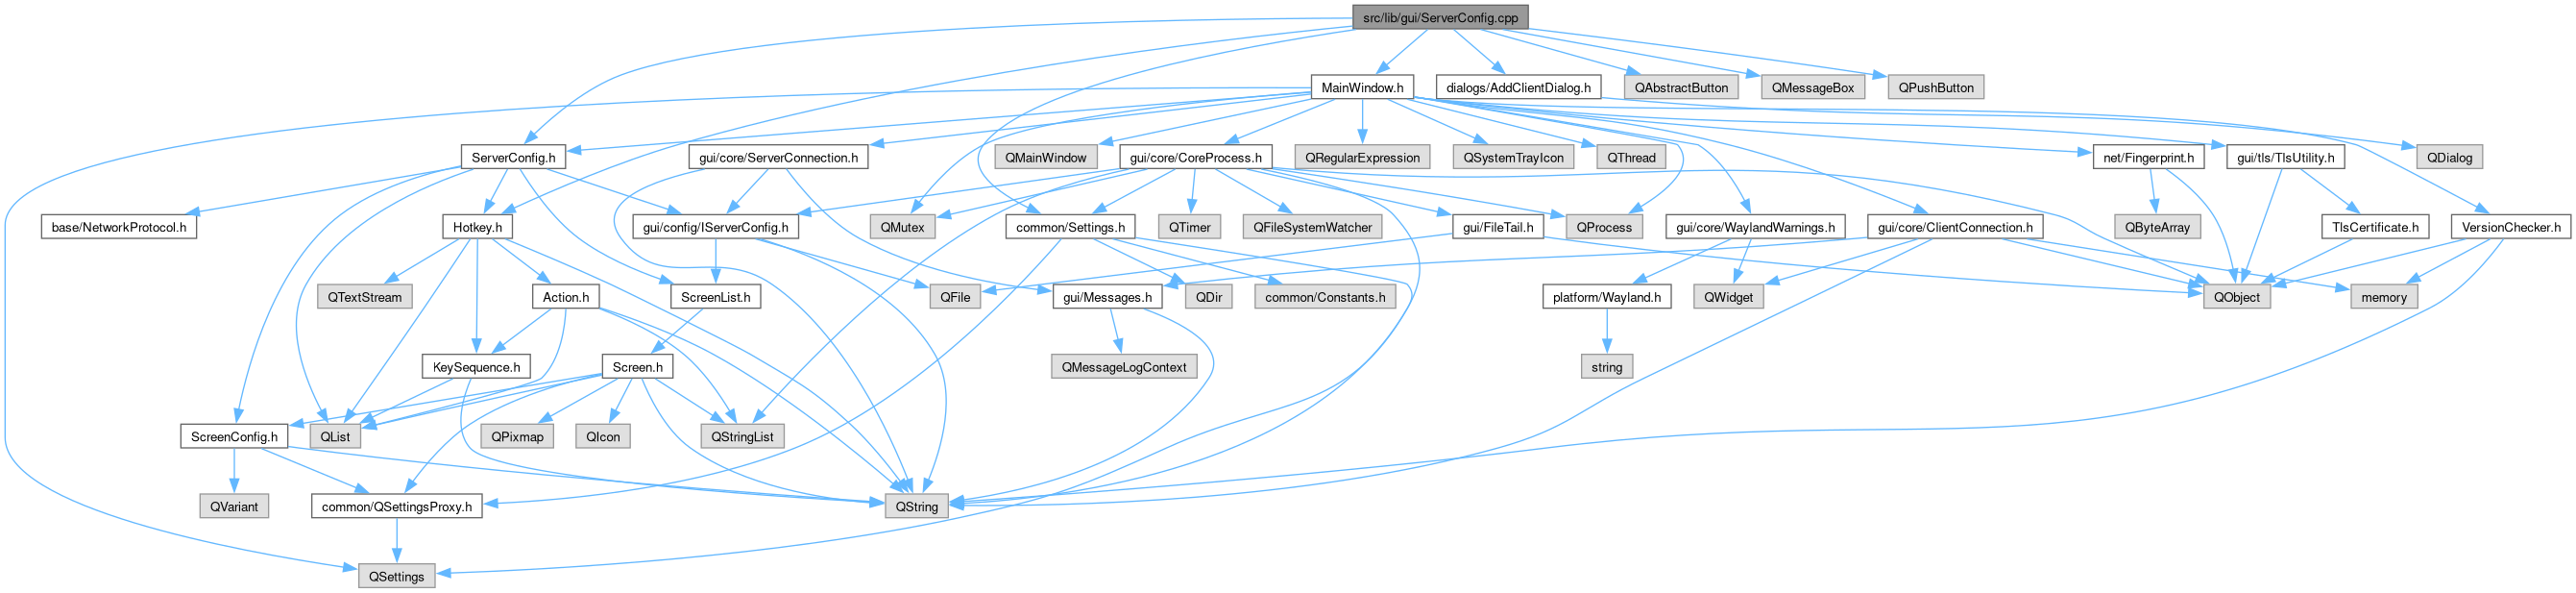 src/lib/gui/ServerConfig.cpp
MainWindow.h
dialogs/AddClientDialog.h
QAbstractButton
QMessageBox
QPushButton
ServerConfig.h
gui/core/ServerConnection.h
QMainWindow
gui/core/CoreProcess.h
QRegularExpression
QSystemTrayIcon
QThread
net/Fingerprint.h
gui/tls/TlsUtility.h
QDialog
base/NetworkProtocol.h
Hotkey.h
gui/config/IServerConfig.h
QMutex
common/Settings.h
QTimer
QFileSystemWatcher
gui/FileTail.h
QProcess
gui/core/WaylandWarnings.h
gui/core/ClientConnection.h
QByteArray
TlsCertificate.h
VersionChecker.h
QTextStream
Action.h
ScreenList.h
QFile
gui/Messages.h
QDir
common/Constants.h
platform/Wayland.h
QWidget
QObject
memory
KeySequence.h
Screen.h
QMessageLogContext
string
ScreenConfig.h
QList
QPixmap
QIcon
QStringList
QVariant
common/QSettingsProxy.h
QString
QSettings